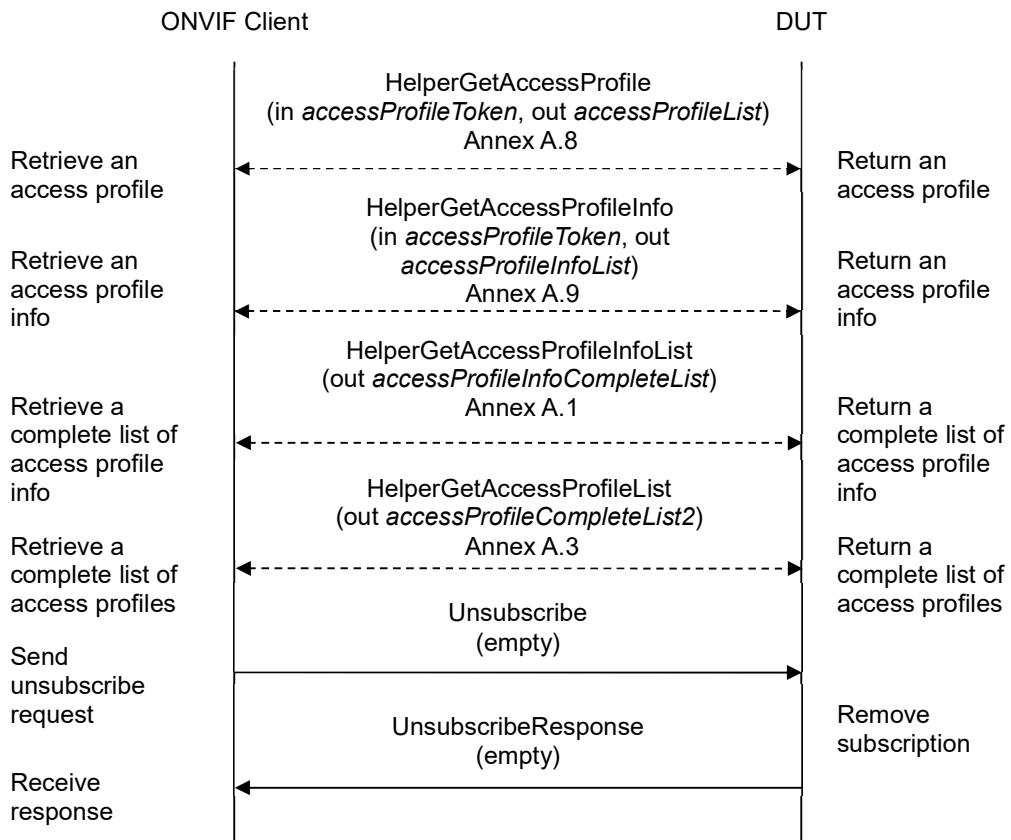 ONVIF Client
DUT
HelperGetAccessProfile
(in accessProfileToken, out accessProfileList)
Annex A.8
Retrieve an
access profile
Return an
access profile
HelperGetAccessProfileInfo
(in accessProfileToken, out
accessProfileInfoList)
Annex A.9
Retrieve an
access profile
info
Return an
access profile
info
HelperGetAccessProfileInfoList
(out accessProfileInfoCompleteList)
Annex A.1
Retrieve a
complete list of
access profile
info
Return a
complete list of
access profile
info
HelperGetAccessProfileList
(out accessProfileCompleteList2)
Annex A.3
Retrieve a
complete list of
access profiles
Return a
complete list of
access profiles
Unsubscribe
(empty)
Send
unsubscribe
request
UnsubscribeResponse
(empty)
Remove
subscription
Receive
response